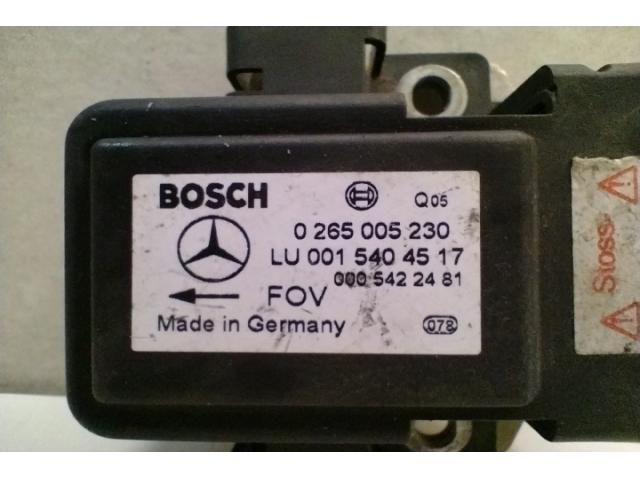 BOSCH
Q05
0 265 005 230
LU 001 540 45 17
000 542 24 81
← FOV
Made in Germany
078
Stoss